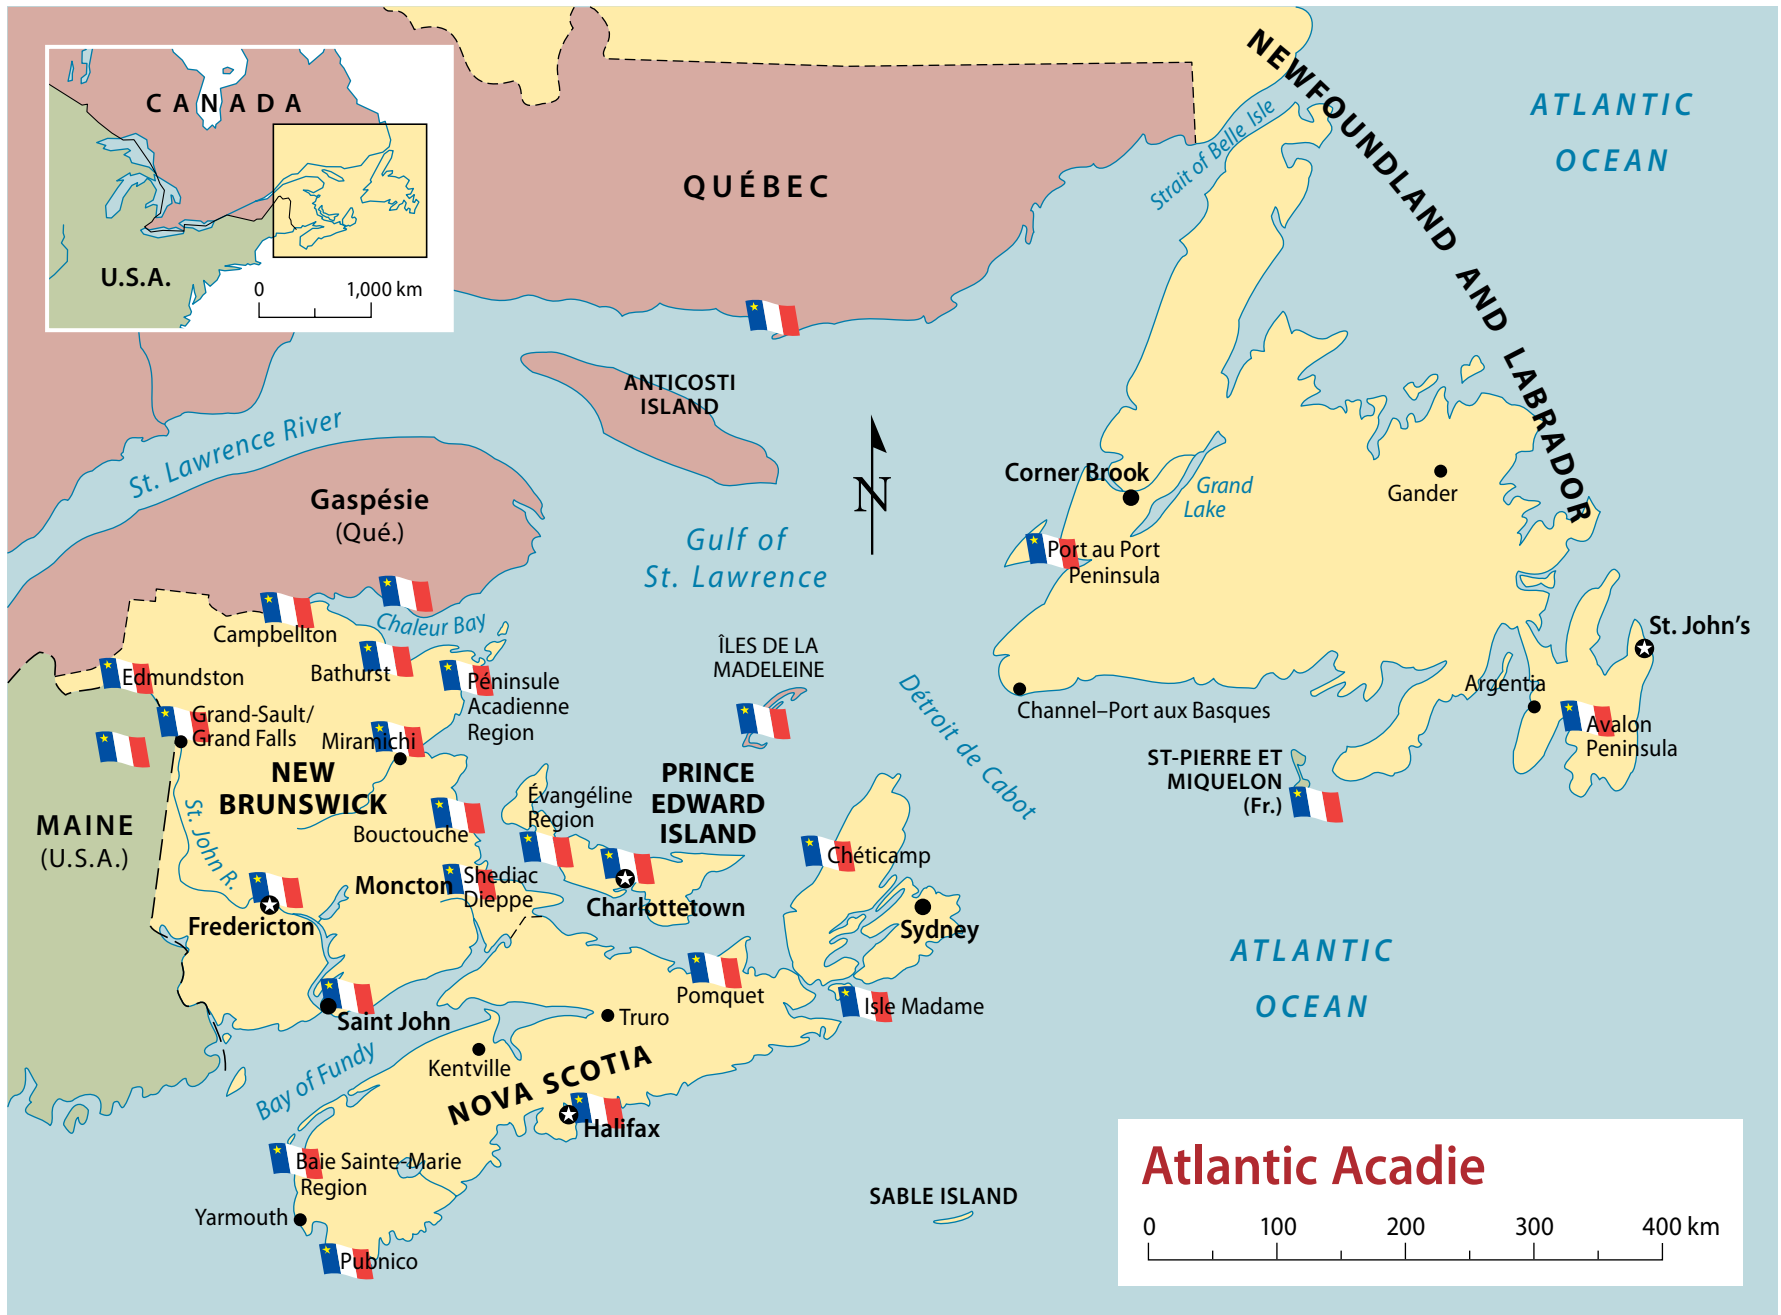 CANADA
U.S.A.
0
1,000 km
NEWFOUNDLAND AND LABRADOR
ATLANTIC
OCEAN
Strait of Belle Isle
QUÉBEC
ANTICOSTI
ISLAND
St. Lawrence River
Gaspésie
(Qué.)
N
Corner Brook
Grand
Lake
Gander
Gulf of
St. Lawrence
Port au Port
Peninsula
Chaleur Bay
Campbellton
Bathurst
Edmundston
Péninsule
Acadienne
Region
ÎLES DE LA
MADELEINE
St. John's
Argentia
Avalon
Peninsula
Channel–Port aux Basques
Détroit de Cabot
ST-PIERRE ET
MIQUELON
(Fr.)
Grand-Sault/
Grand Falls
Miramichi
NEW
BRUNSWICK
PRINCE
EDWARD
ISLAND
Évangéline
Region
St. John R.
Bouctouche
MAINE
(U.S.A.)
Chéticamp
Moncton
Shediac
Dieppe
Charlottetown
Fredericton
Sydney
ATLANTIC
OCEAN
Pomquet
Isle Madame
Saint John
Truro
Bay of Fundy
Kentville
NOVA SCOTIA
Halifax
Baie Sainte-Marie
Region
Yarmouth
Pubnico
SABLE ISLAND
Atlantic Acadie
0
100
200
300
400 km